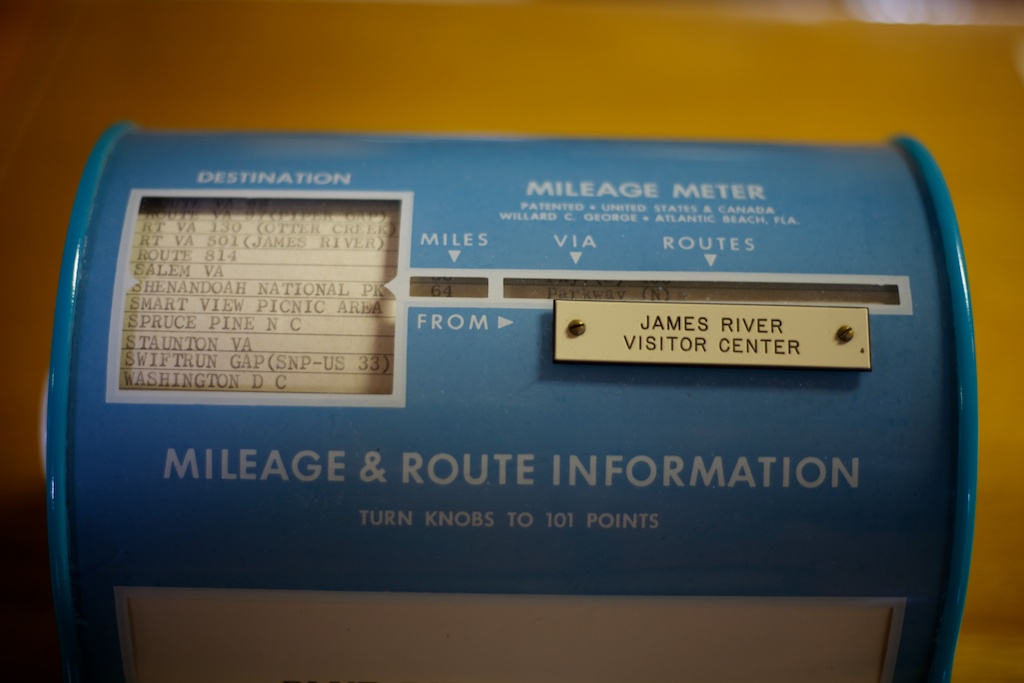 DESTINATION
RT VA 130 (OTTER CREEK)
RT VA 501(JAMES RIVER)
ROUTE 814
SALEM VA
SHENANDOAH NATIONAL PK
SMART VIEW PICNIC AREA
SPRUCE PINE N C
STAUNTON VA
SWIFTRUN GAP(SNP-US 33)
WASHINGTON D C
MILEAGE METER
PATENTED • UNITED STATES & CANADA
WILLARD C. GEORGE • ATLANTIC BEACH, FLA.
MILES VIA ROUTES
64 Parkway (N)
FROM
JAMES RIVER
VISITOR CENTER
MILEAGE & ROUTE INFORMATION
TURN KNOBS TO 101 POINTS